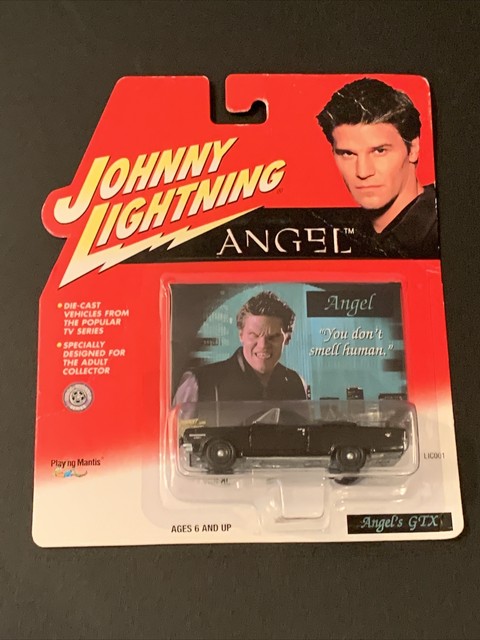 JOHNNY
LIGHTNING
ANGEL™
• DIE-CAST
VEHICLES FROM
THE POPULAR
TV SERIES
• SPECIALLY
DESIGNED FOR
THE ADULT
COLLECTOR
Angel
"You don't
smell human."
Playing Mantis
LIC001
AGES 6 AND UP
Angel's GTX